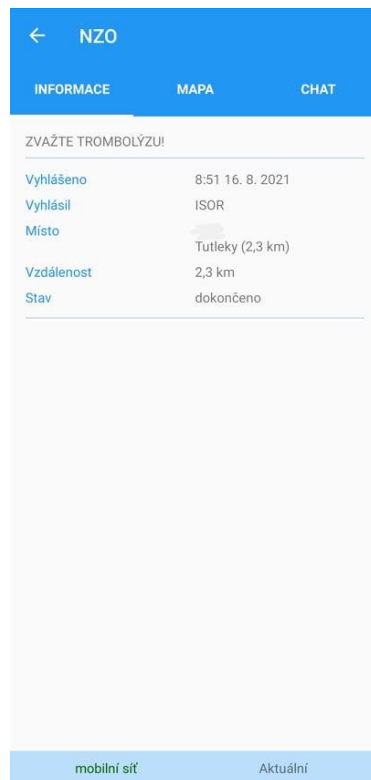 NZO
INFORMACE MAPA CHAT
ZVAŽTE TROMBOLÝZU!
Vyhlášeno 8:51 16. 8. 2021
Vyhlásil ISOR
Místo
Tutleky (2,3 km)
Vzdálenost 2,3 km
Stav dokončeno
mobilní síť Aktuální